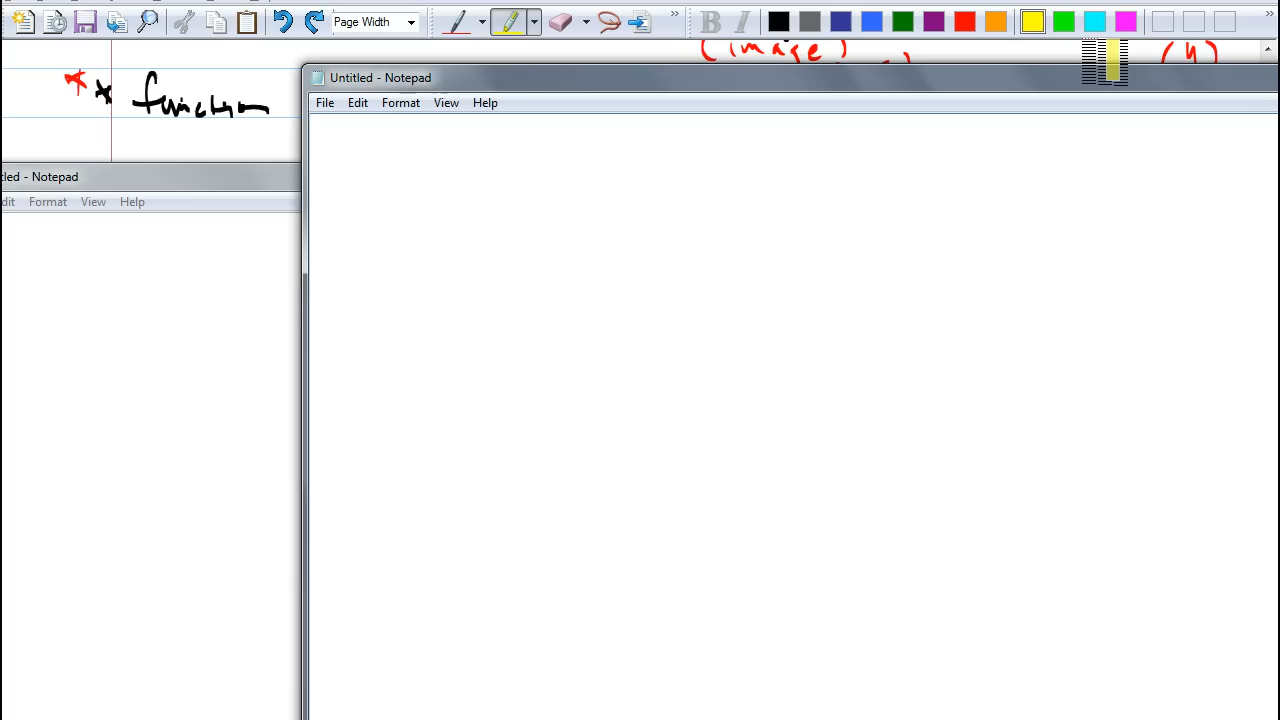 Page Width
B I
(image)
(y)
function
Untitled - Notepad
File Edit Format View Help
tled - Notepad
dit Format View Help